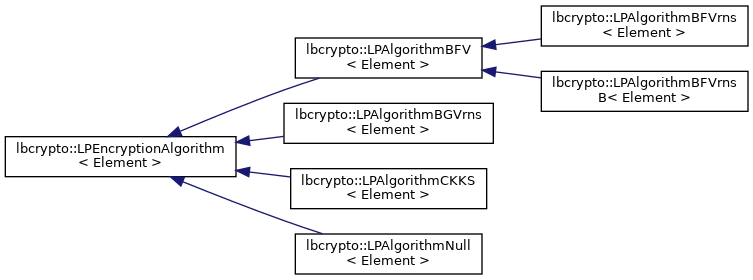 lbcrypto::LPEncryptionAlgorithm
< Element >
lbcrypto::LPAlgorithmBFV
< Element >
lbcrypto::LPAlgorithmBFVrns
< Element >
lbcrypto::LPAlgorithmBFVrns
B< Element >
lbcrypto::LPAlgorithmBGVrns
< Element >
lbcrypto::LPAlgorithmCKKS
< Element >
lbcrypto::LPAlgorithmNull
< Element >